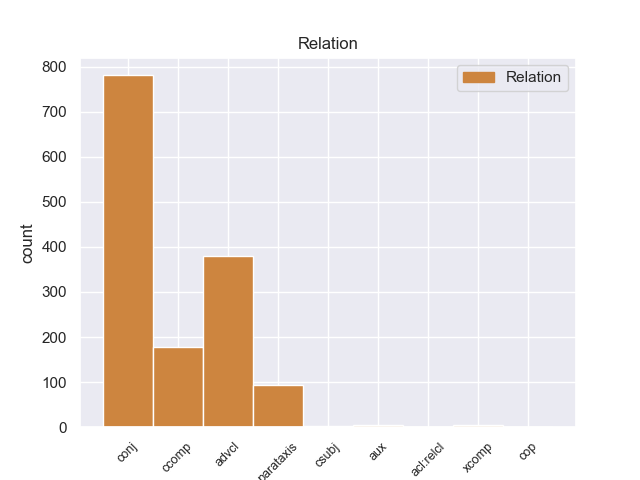 Relation
Relation
count
800
700
600
500
400
300
200
100
0
conj
ccomp
advcl
parataxis
csubj
aux
acl:relcl
xcomp
cop